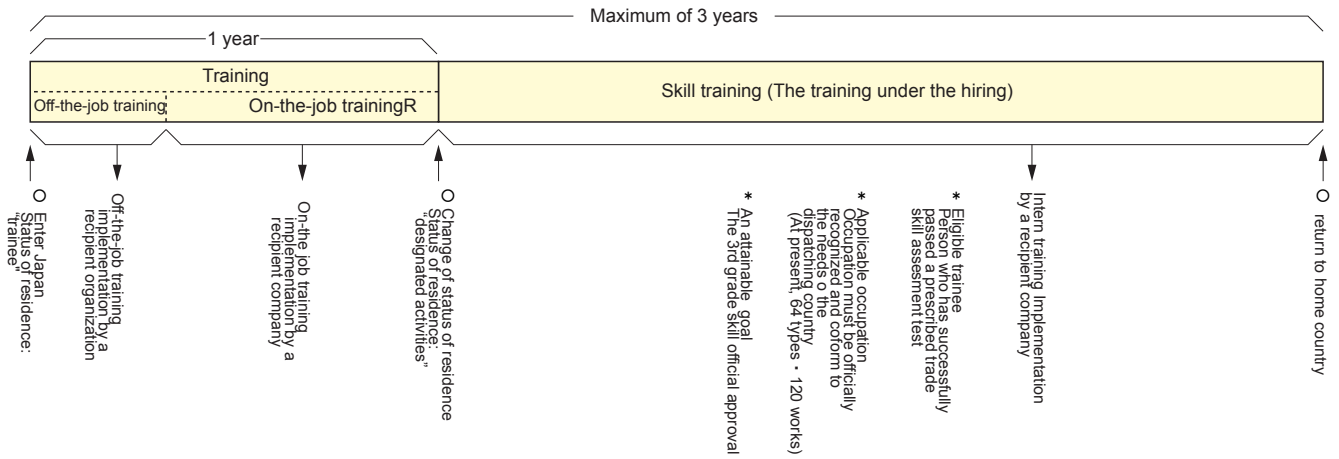 Maximum of 3 years
1 year
Training
Off-the-job training
On-the-job trainingR
Skill training (The training under the hiring)
O Enter Japan
Status of residence:
"trainee"
Off-the-job training
implementation by a
recipient organization
On-the job training
implementation by a
recipient company
O Change of status of residence
Status of residence:
"designated activities"
* An attainable goal
The 3rd grade skill official approval
* Applicable occupation
Occupation must be officially
recognized and coform to
the needs o the
dispatching country
(At present, 64 types・120 works)
* Eligible trainee
Person who has successfully
passed a prescribed trade
skill assesment test
Intern training Implementation
by a recipient company
O return to home country